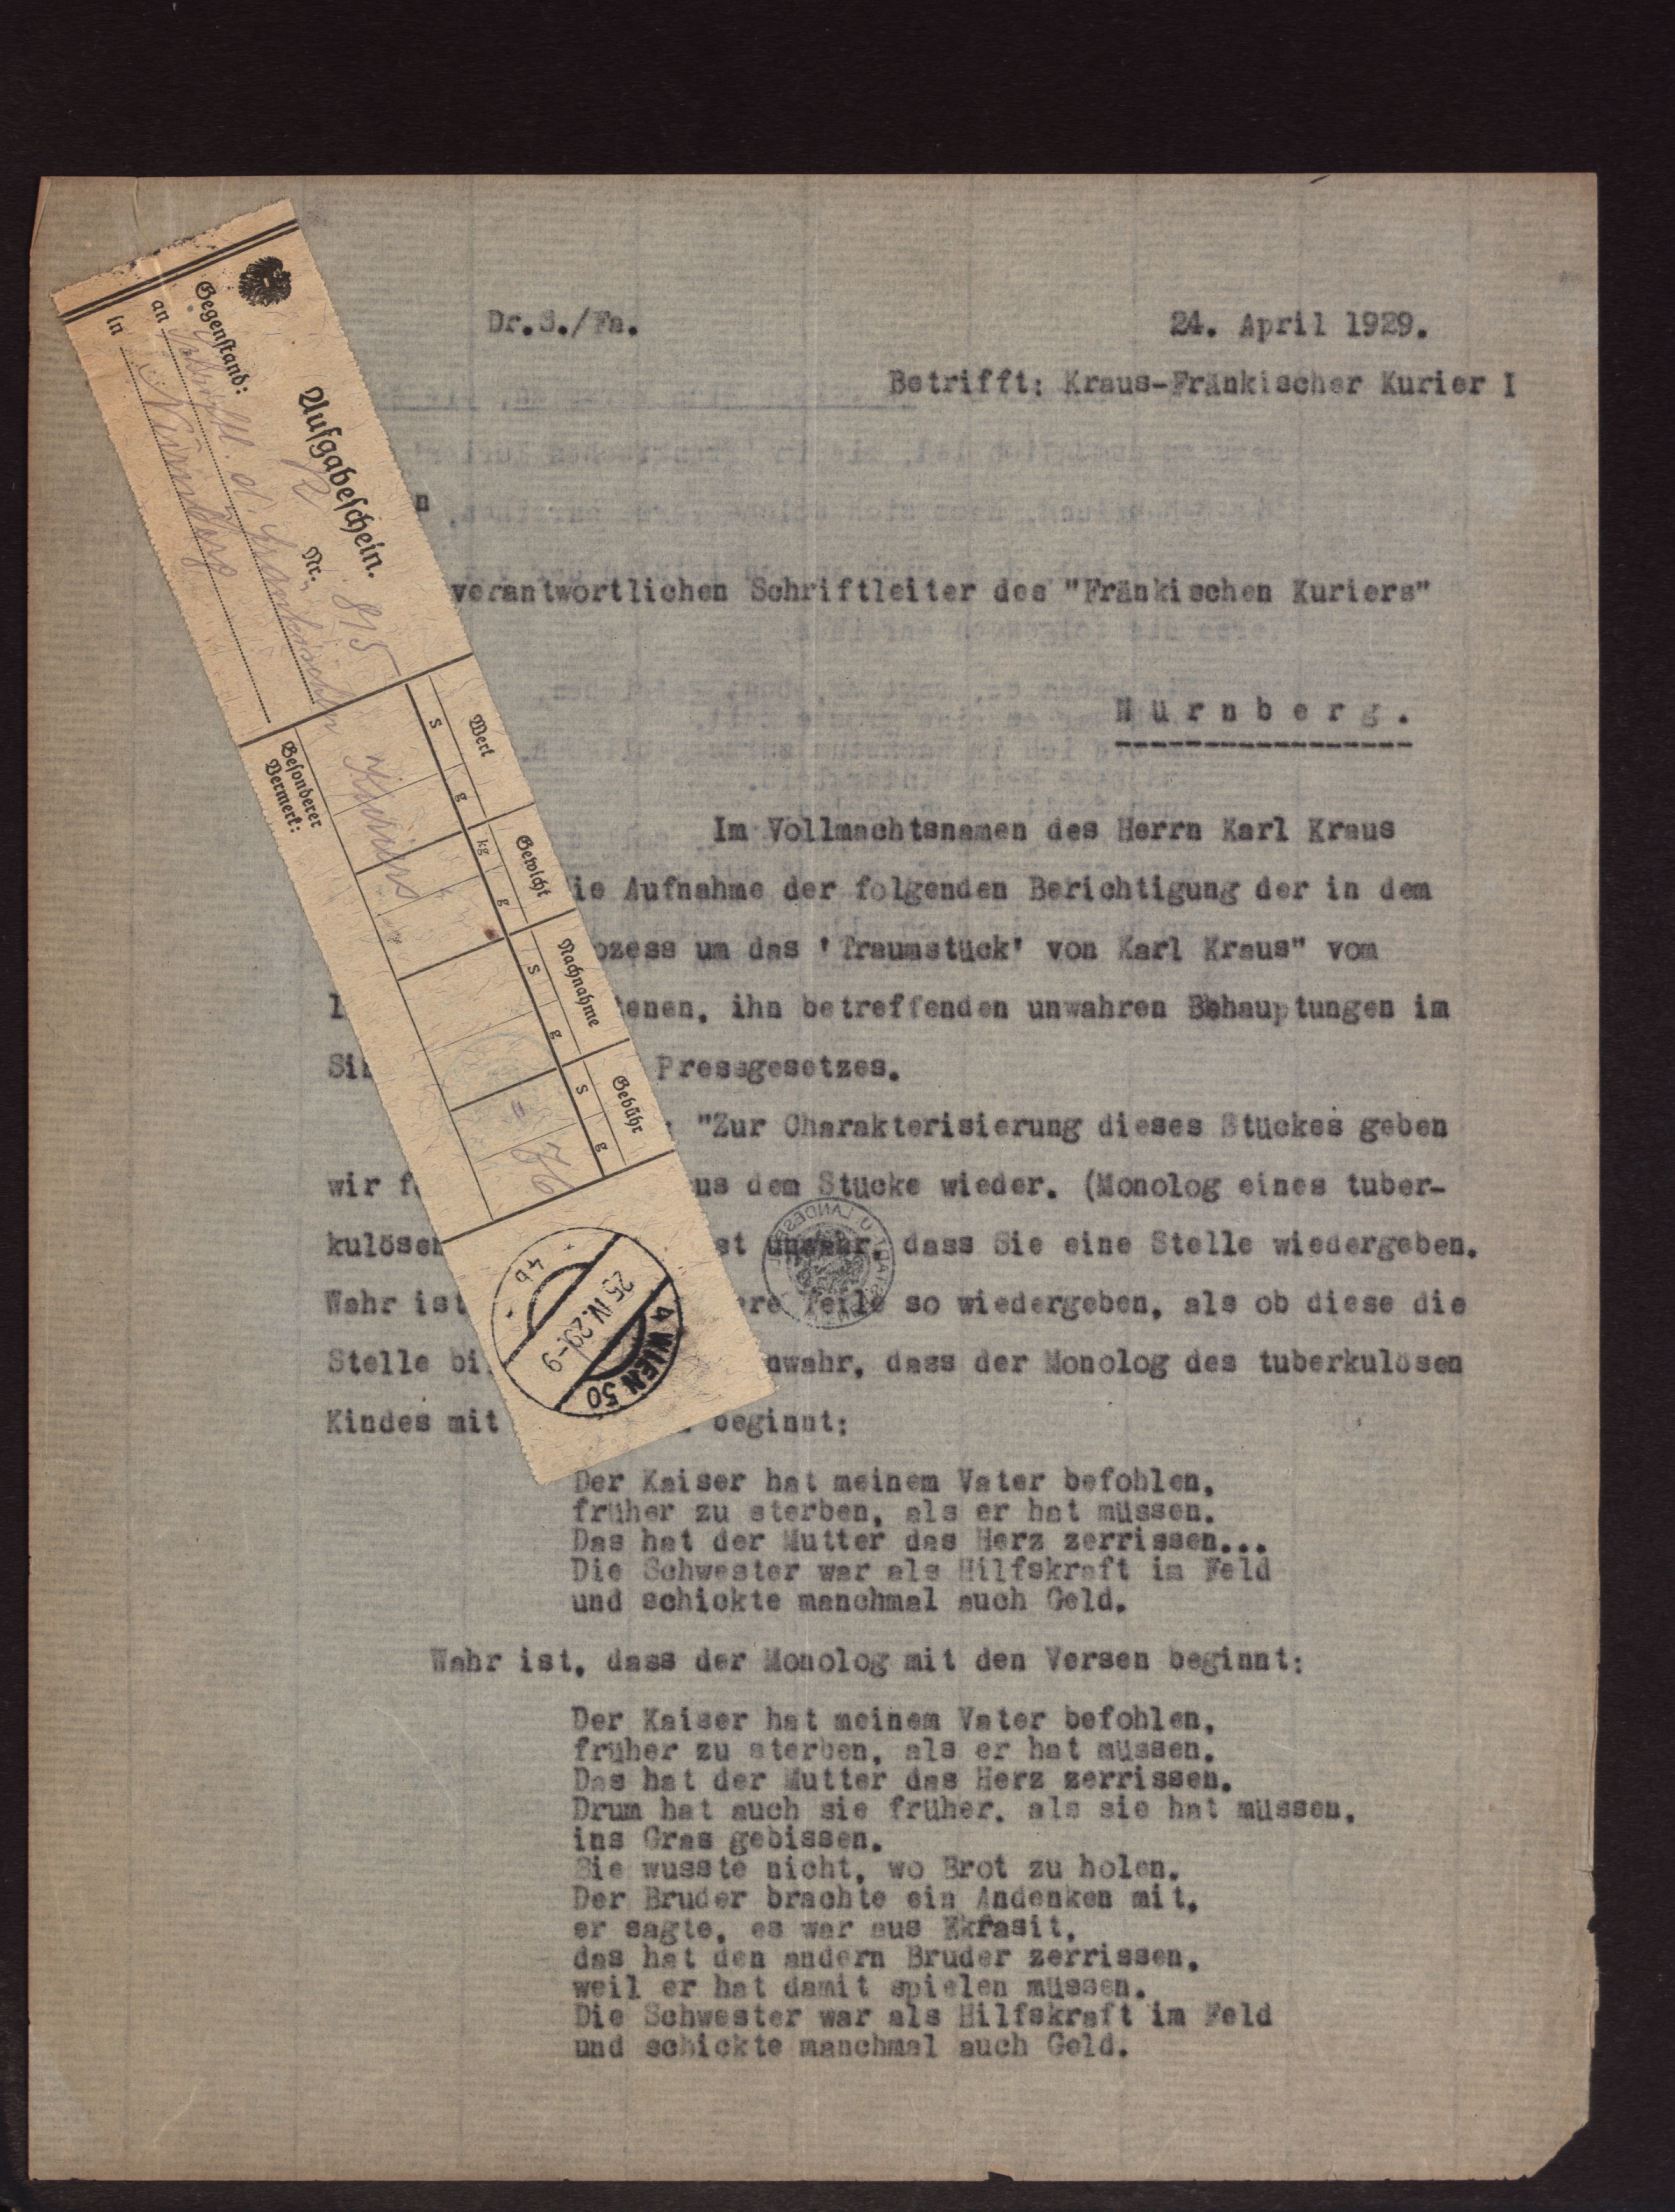 Dr.S./Fa.
24. April 1929.
Betrifft: Kraus-Fränkischer Kurier I
n
verantwortlichen Schriftleiter des "Fränkischen Kuriers"
Nürnberg.
Im Vollmachtsnamen des Herrn Karl Kraus
ie Aufnahme der folgenden Berichtigung der in dem
ozess um das 'Traumstück' von Karl Kraus" vom
1 enen, ihn betreffenden unwahren Behauptungen im
Si Pressgesetzes.
: "Zur Charakterisierung dieses Stückes geben
wir f us dem Stücke wieder. (Monolog eines tuber-
kulösen st unwahr, dass Sie eine Stelle wiedergeben.
Wahr ist ere Teile so wiedergeben, als ob diese die
Stelle bi nwahr, dass der Monolog des tuberkulösen
Kindes mit beginnt:
Der Kaiser hat meinem Vater befohlen,
früher zu sterben, als er hat müssen.
Das hat der Mutter das Herz zerrissen...
Die Schwester war als Hilfskraft im Feld
und schickte manchmal auch Geld.
Wahr ist, dass der Monolog mit den Versen beginnt:
Der Kaiser hat meinem Vater befohlen,
früher zu sterben, als er hat müssen.
Das hat der Mutter das Herz zerrissen.
Drum hat auch sie früher, als sie hat müssen,
ins Gras gebissen.
Sie wusste nicht, wo Brot zu holen.
Der Bruder brachte ein Andenken mit,
er sagte, es war aus Ekrasit,
das hat den andern Bruder zerrissen,
weil er hat damit spielen müssen.
Die Schwester war als Hilfskraft im Feld
und schickte manchmal auch Geld.
Aufgabeschein.
R Nr. 815
Gegenstand:
an d. Fränkischen Kuriers
in Nürnberg
Wert
S g
Gewicht
kg g
Nachnahme
S g
Gebühr
S g
= 76
Besonderer
Vermerk:
WIEN 50
25.IV.29
4b